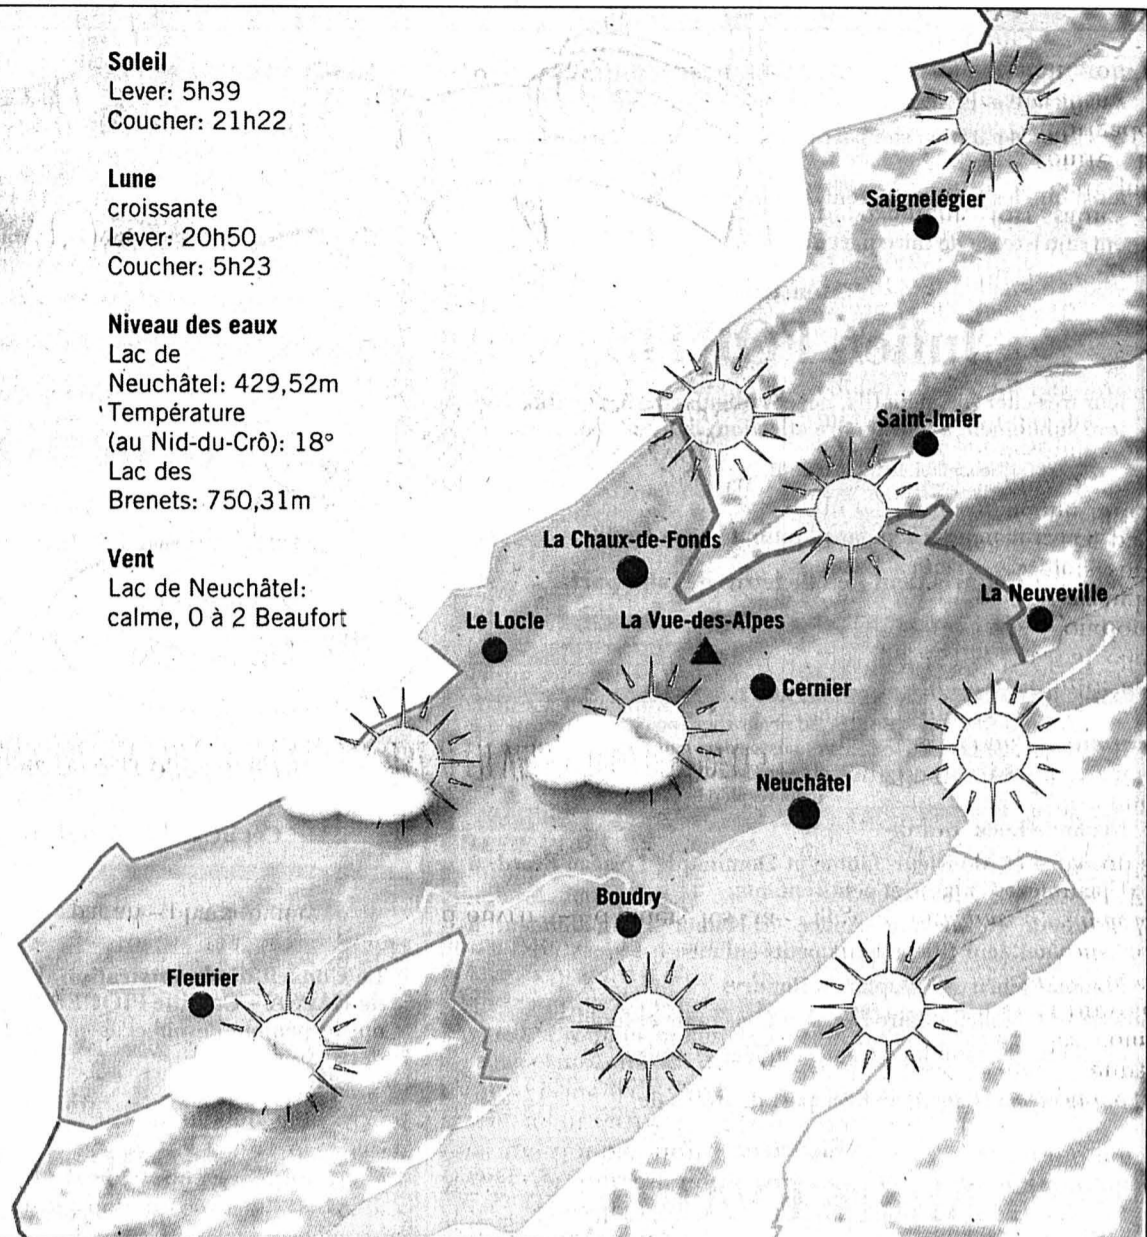 Soleil
Lever: 5h39
Coucher: 21h22
Lune
croissante
Lever: 20h50
Coucher: 5h23
Niveau des eaux
Lac de
Neuchâtel: 429,52m
Température
(au Nid-du-Crô): 18°
Lac des
Brenets: 750,31m
Vent
Lac de Neuchâtel:
calme, 0 à 2 Beaufort
Saignelégier
Saint-Imier
La Chaux-de-Fonds
La Neuveville
Le Locle
La Vue-des-Alpes
Cernier
Neuchâtel
Boudry
Fleurier